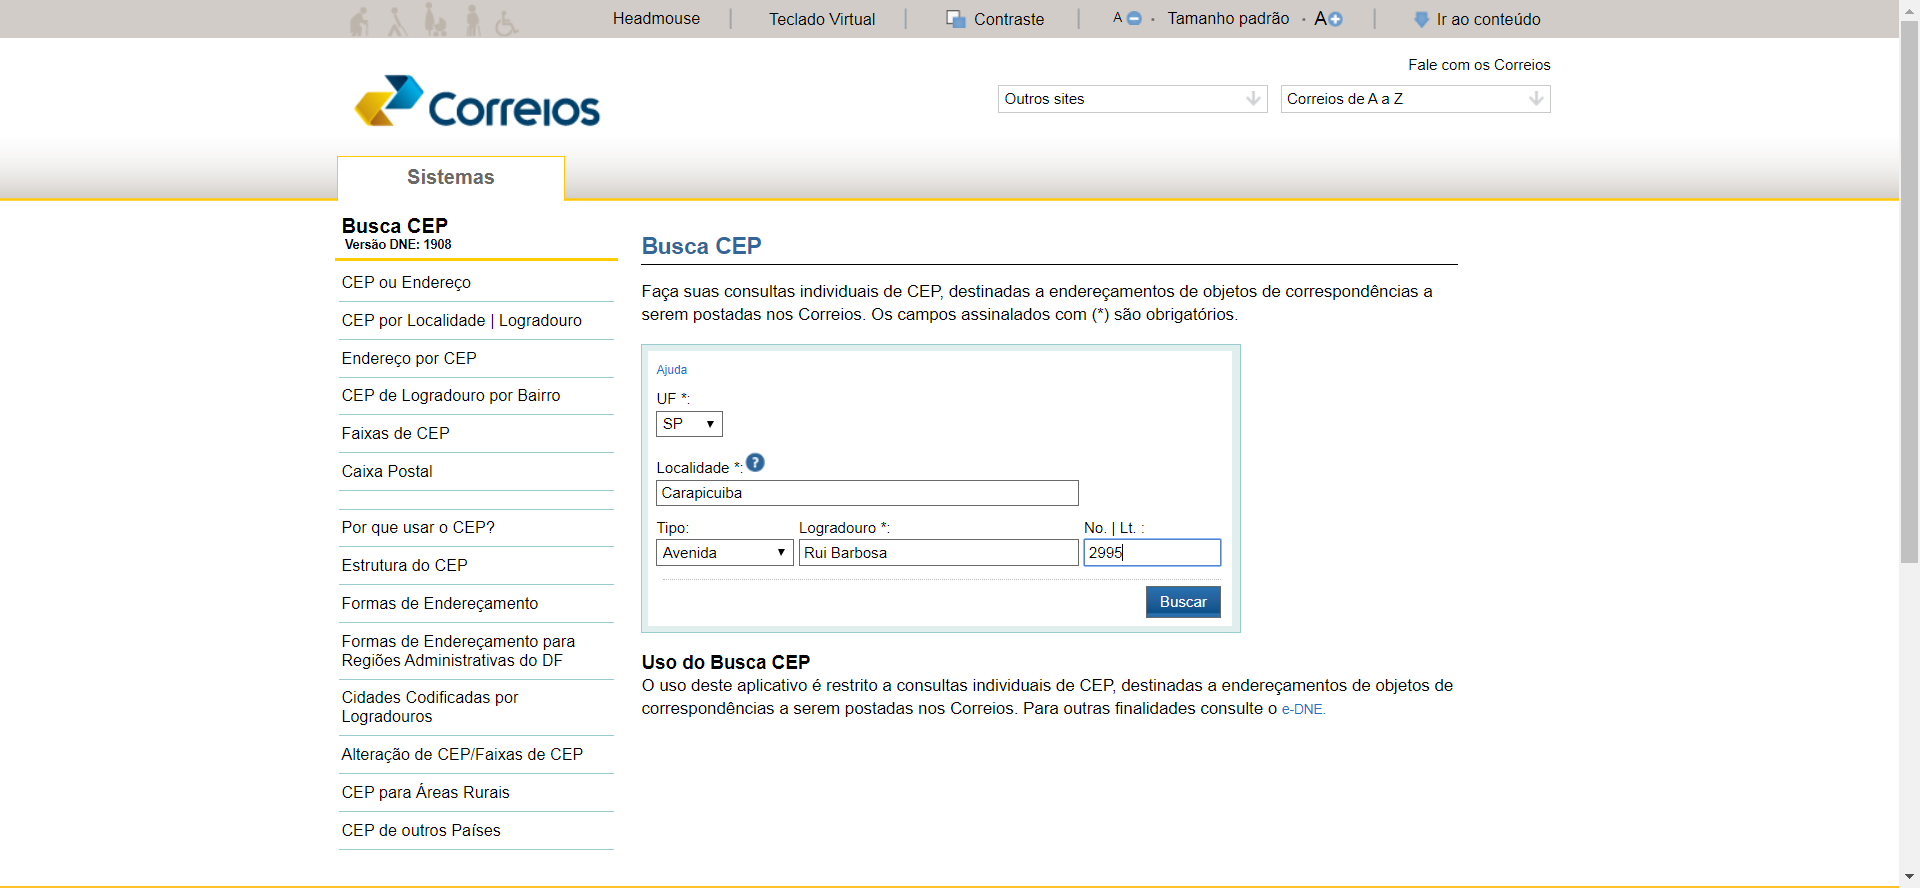 Headmouse
Teclado Virtual
Contraste
A
Tamanho padrão
A
Ir ao conteúdo
Fale com os Correios
Correios
Outros sites
Correios de A a Z
Sistemas
Busca CEP
Versão DNE: 1908
CEP ou Endereço
CEP por Localidade | Logradouro
Endereço por CEP
CEP de Logradouro por Bairro
Faixas de CEP
Caixa Postal
Por que usar o CEP?
Estrutura do CEP
Formas de Endereçamento
Formas de Endereçamento para
Regiões Administrativas do DF
Cidades Codificadas por
Logradouros
Alteração de CEP/Faixas de CEP
CEP para Áreas Rurais
CEP de outros Países
Busca CEP
Faça suas consultas individuais de CEP, destinadas a endereçamentos de objetos de correspondências a
serem postadas nos Correios. Os campos assinalados com (*) são obrigatórios.
Ajuda
UF *:
SP
Localidade *: ?
Carapicuiba
Tipo: Logradouro *: No. | Lt. :
Avenida Rui Barbosa 2995
Buscar
Uso do Busca CEP
O uso deste aplicativo é restrito a consultas individuais de CEP, destinadas a endereçamentos de objetos de
correspondências a serem postadas nos Correios. Para outras finalidades consulte o e-DNE.